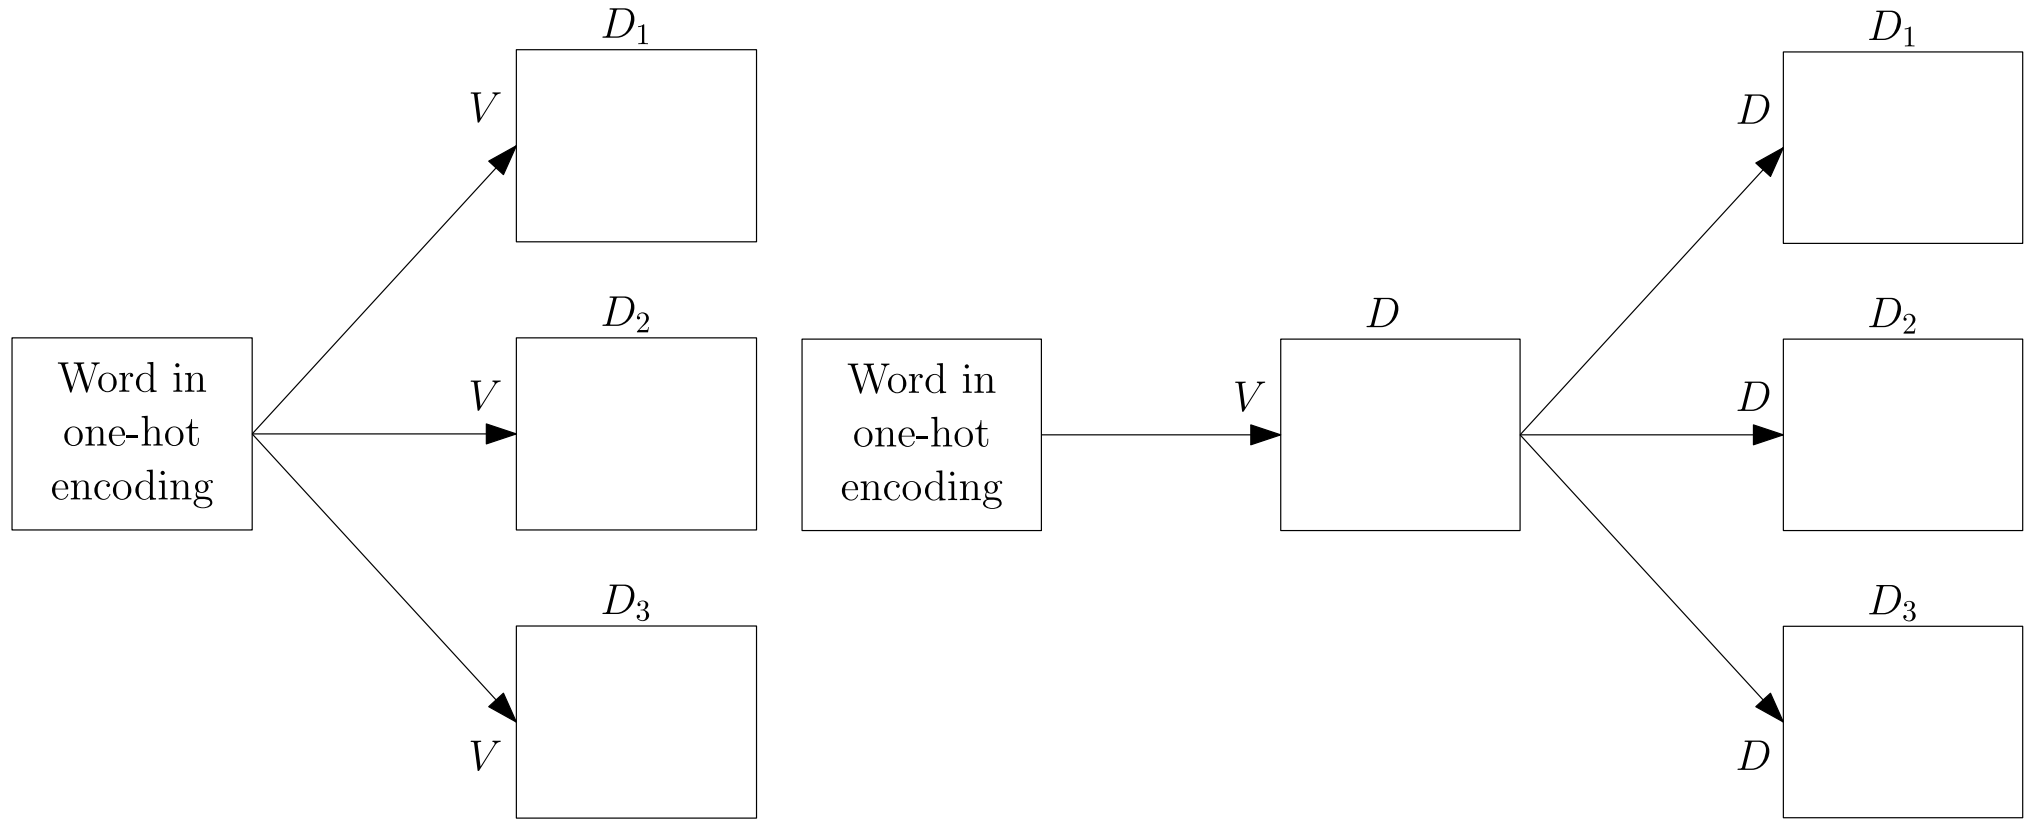 D₁
V
D₂
V
Word in
one-hot
encoding
D₃
V
D₁
D
D₂
D
D
V
Word in
one-hot
encoding
D₃
D